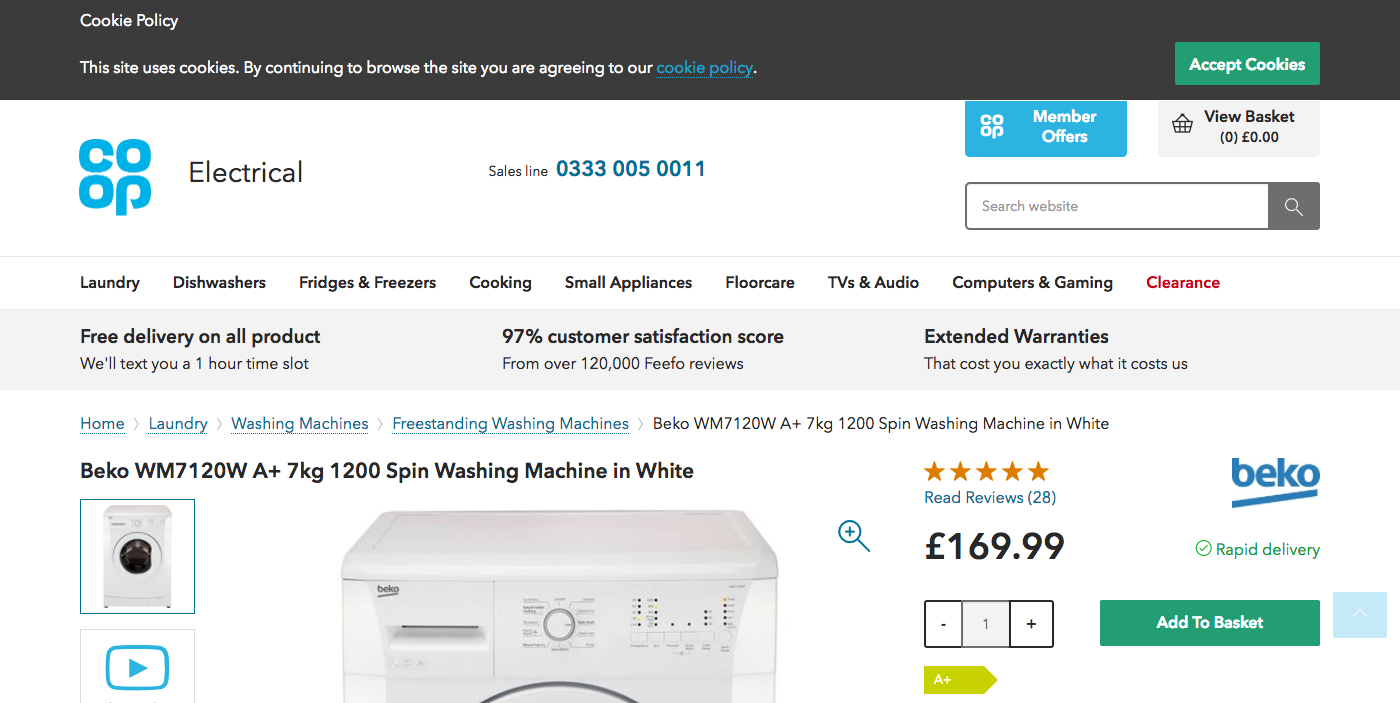 Cookie Policy
This site uses cookies. By continuing to browse the site you are agreeing to our cookie policy.
Accept Cookies
co
op
Electrical
Sales line 0333 005 0011
co
op
Member
Offers
View Basket
(0) £0.00
Search website
Laundry
Dishwashers
Fridges & Freezers
Cooking
Small Appliances
Floorcare
TVs & Audio
Computers & Gaming
Clearance
Free delivery on all product
We'll text you a 1 hour time slot
97% customer satisfaction score
From over 120,000 Feefo reviews
Extended Warranties
That cost you exactly what it costs us
Home
Laundry
Washing Machines
Freestanding Washing Machines
Beko WM7120W A+ 7kg 1200 Spin Washing Machine in White
Beko WM7120W A+ 7kg 1200 Spin Washing Machine in White
Read Reviews (28)
beko
£169.99
Rapid delivery
- 1 +
Add To Basket
A+
beko